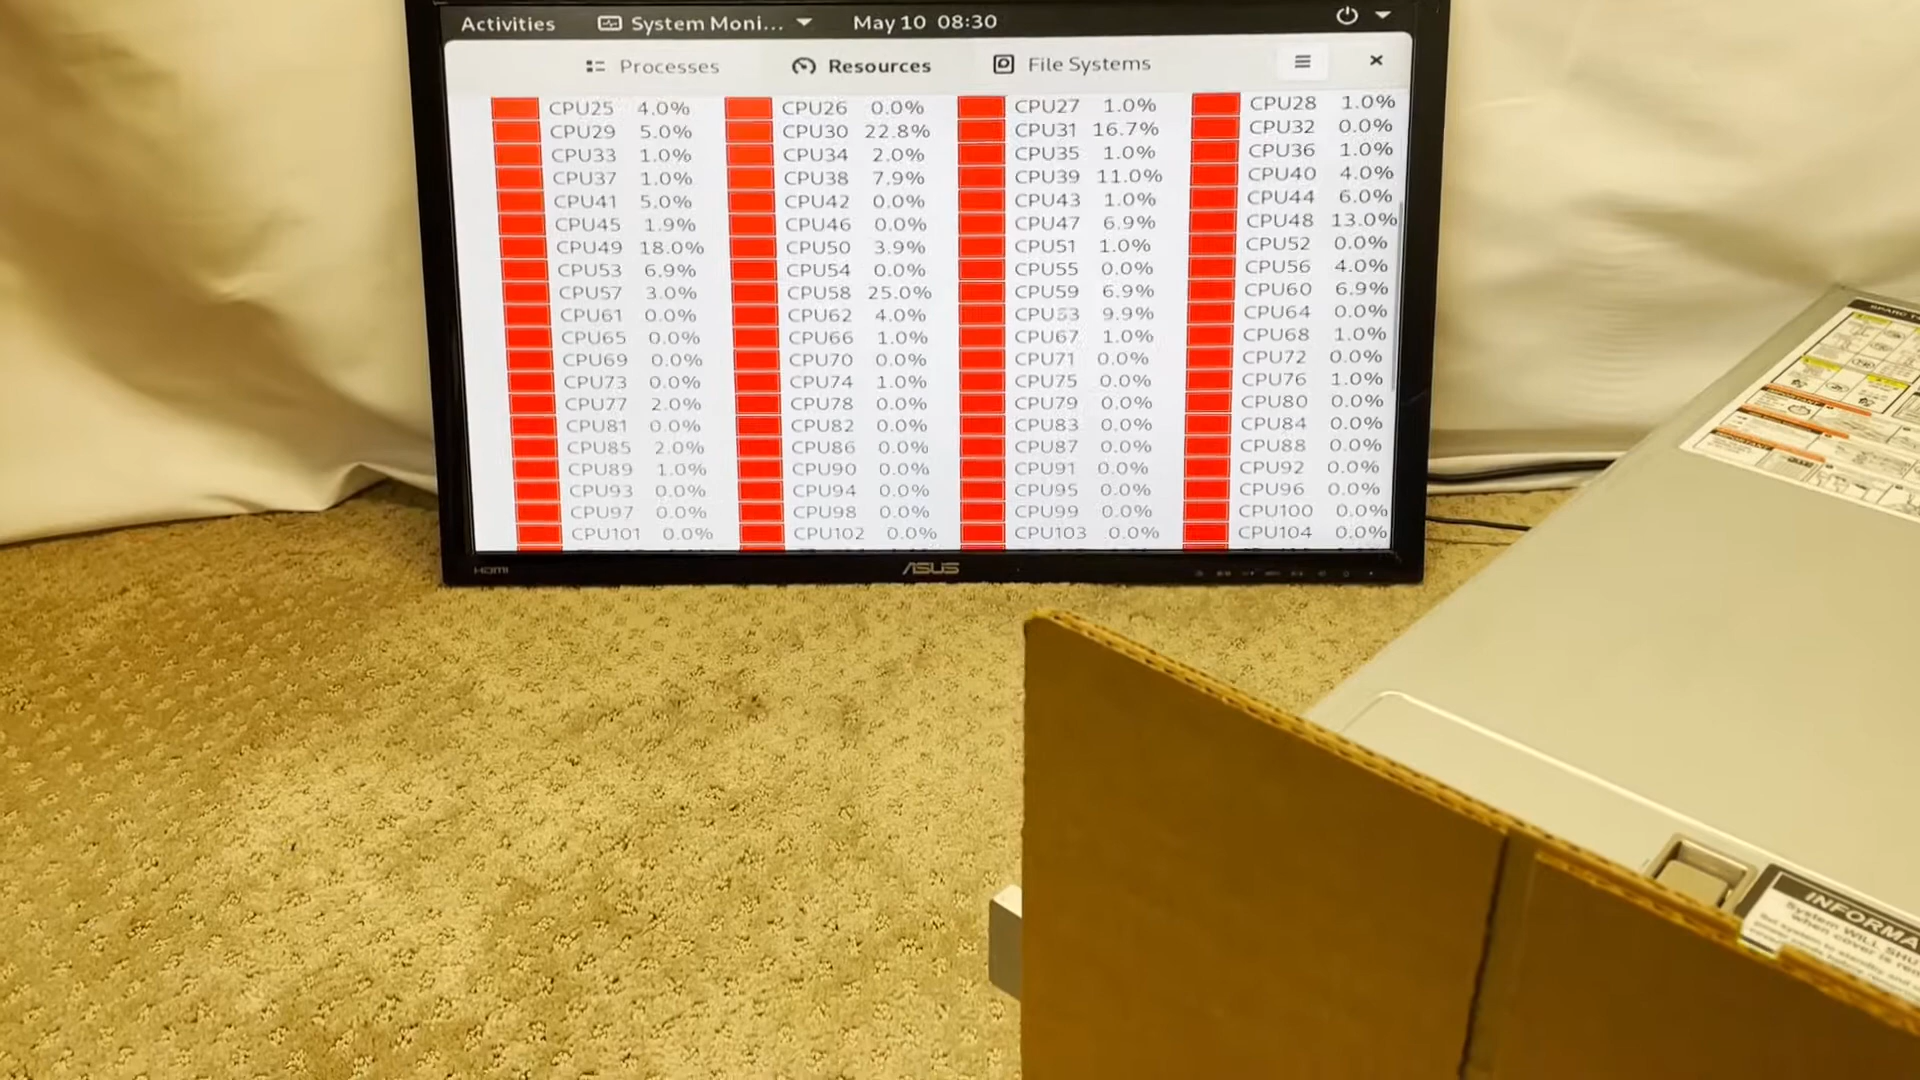 Activities System Moni... May 10 08:30
Processes Resources File Systems
CPU25 4.0% CPU26 0.0% CPU27 1.0% CPU28 1.0%
CPU29 5.0% CPU30 22.8% CPU31 16.7% CPU32 0.0%
CPU33 1.0% CPU34 2.0% CPU35 1.0% CPU36 1.0%
CPU37 1.0% CPU38 7.9% CPU39 11.0% CPU40 4.0%
CPU41 5.0% CPU42 0.0% CPU43 1.0% CPU44 6.0%
CPU45 1.9% CPU46 0.0% CPU47 6.9% CPU48 13.0%
CPU49 18.0% CPU50 3.9% CPU51 1.0% CPU52 0.0%
CPU53 6.9% CPU54 0.0% CPU55 0.0% CPU56 4.0%
CPU57 3.0% CPU58 25.0% CPU59 6.9% CPU60 6.9%
CPU61 0.0% CPU62 4.0% CPU63 9.9% CPU64 0.0%
CPU65 0.0% CPU66 1.0% CPU67 1.0% CPU68 1.0%
CPU69 0.0% CPU70 0.0% CPU71 0.0% CPU72 0.0%
CPU73 0.0% CPU74 1.0% CPU75 0.0% CPU76 1.0%
CPU77 2.0% CPU78 0.0% CPU79 0.0% CPU80 0.0%
CPU81 0.0% CPU82 0.0% CPU83 0.0% CPU84 0.0%
CPU85 2.0% CPU86 0.0% CPU87 0.0% CPU88 0.0%
CPU89 1.0% CPU90 0.0% CPU91 0.0% CPU92 0.0%
CPU93 0.0% CPU94 0.0% CPU95 0.0% CPU96 0.0%
CPU97 0.0% CPU98 0.0% CPU99 0.0% CPU100 0.0%
CPU101 0.0% CPU102 0.0% CPU103 0.0% CPU104 0.0%
HDMI ASUS
SPARC
INFORMA
System WILL SHU
when cover is